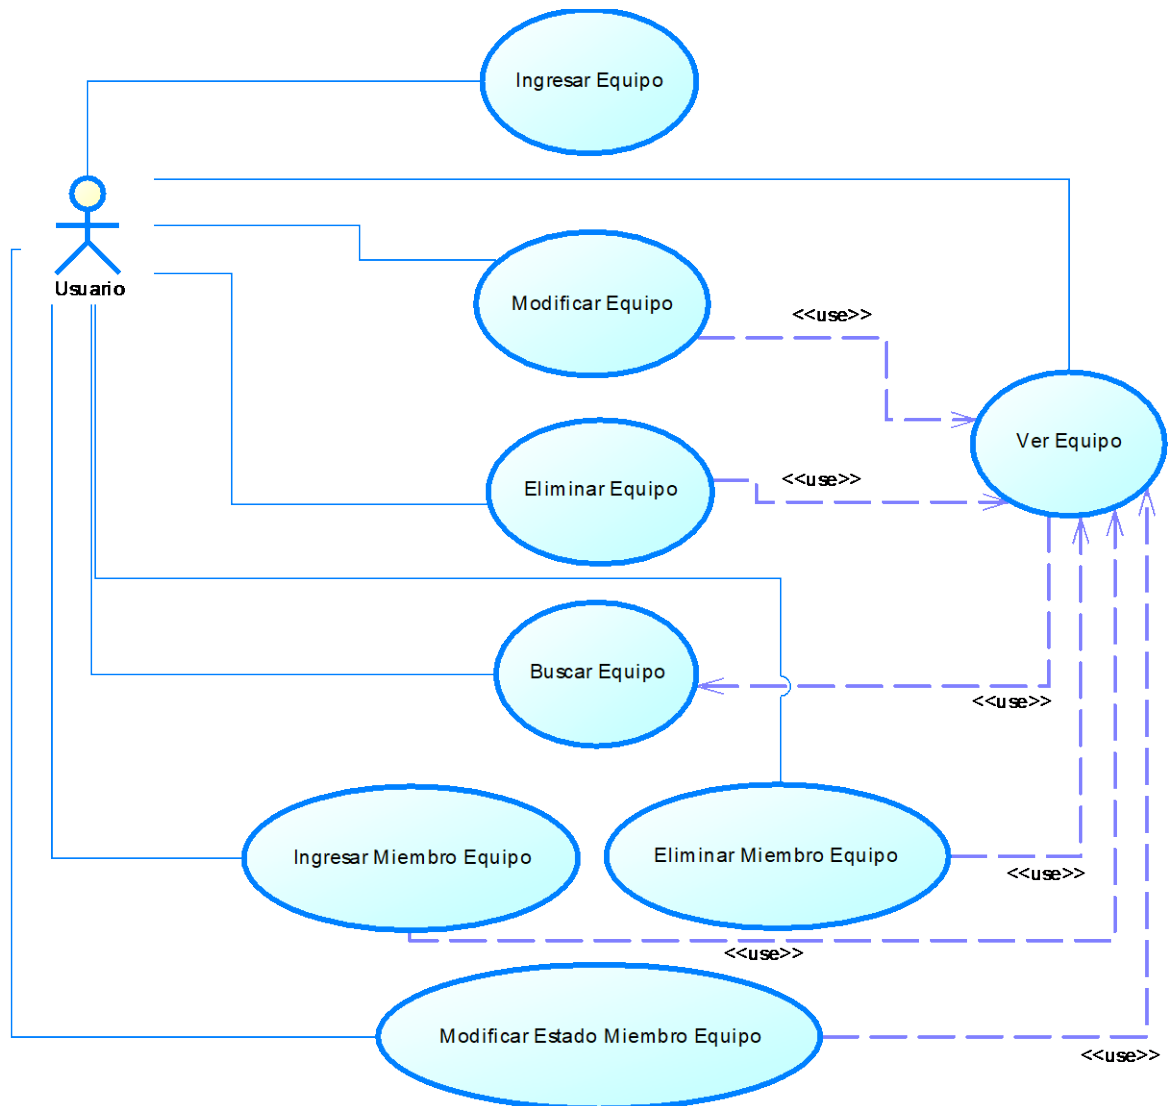 Ingresar Equipo
Usuario
Modificar Equipo
<<use>>
Ver Equipo
Eliminar Equipo
<<use>>
Buscar Equipo
<<use>>
Ingresar Miembro Equipo
Eliminar Miembro Equipo
<<use>>
<<use>>
Modificar Estado Miembro Equipo
<<use>>